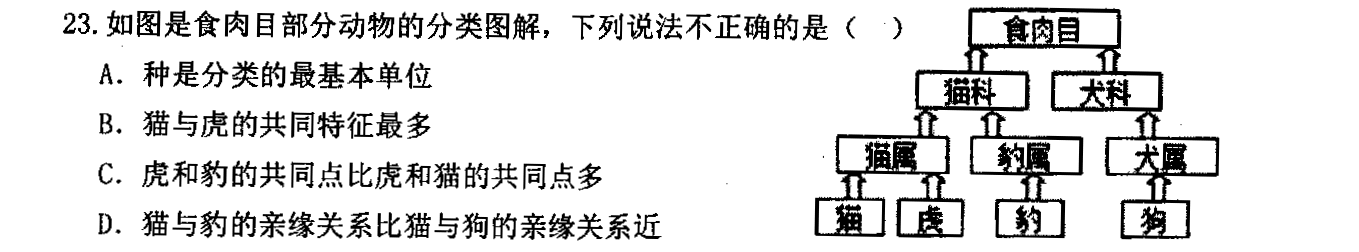 23. 如图是食肉目部分动物的分类图解，下列说法不正确的是（　）
A. 种是分类的最基本单位
B. 猫与虎的共同特征最多
C. 虎和豹的共同点比虎和猫的共同点多
D. 猫与豹的亲缘关系比猫与狗的亲缘关系近
食肉目
猫科 犬科
猫属 豹属 犬属
猫 虎 豹 狗